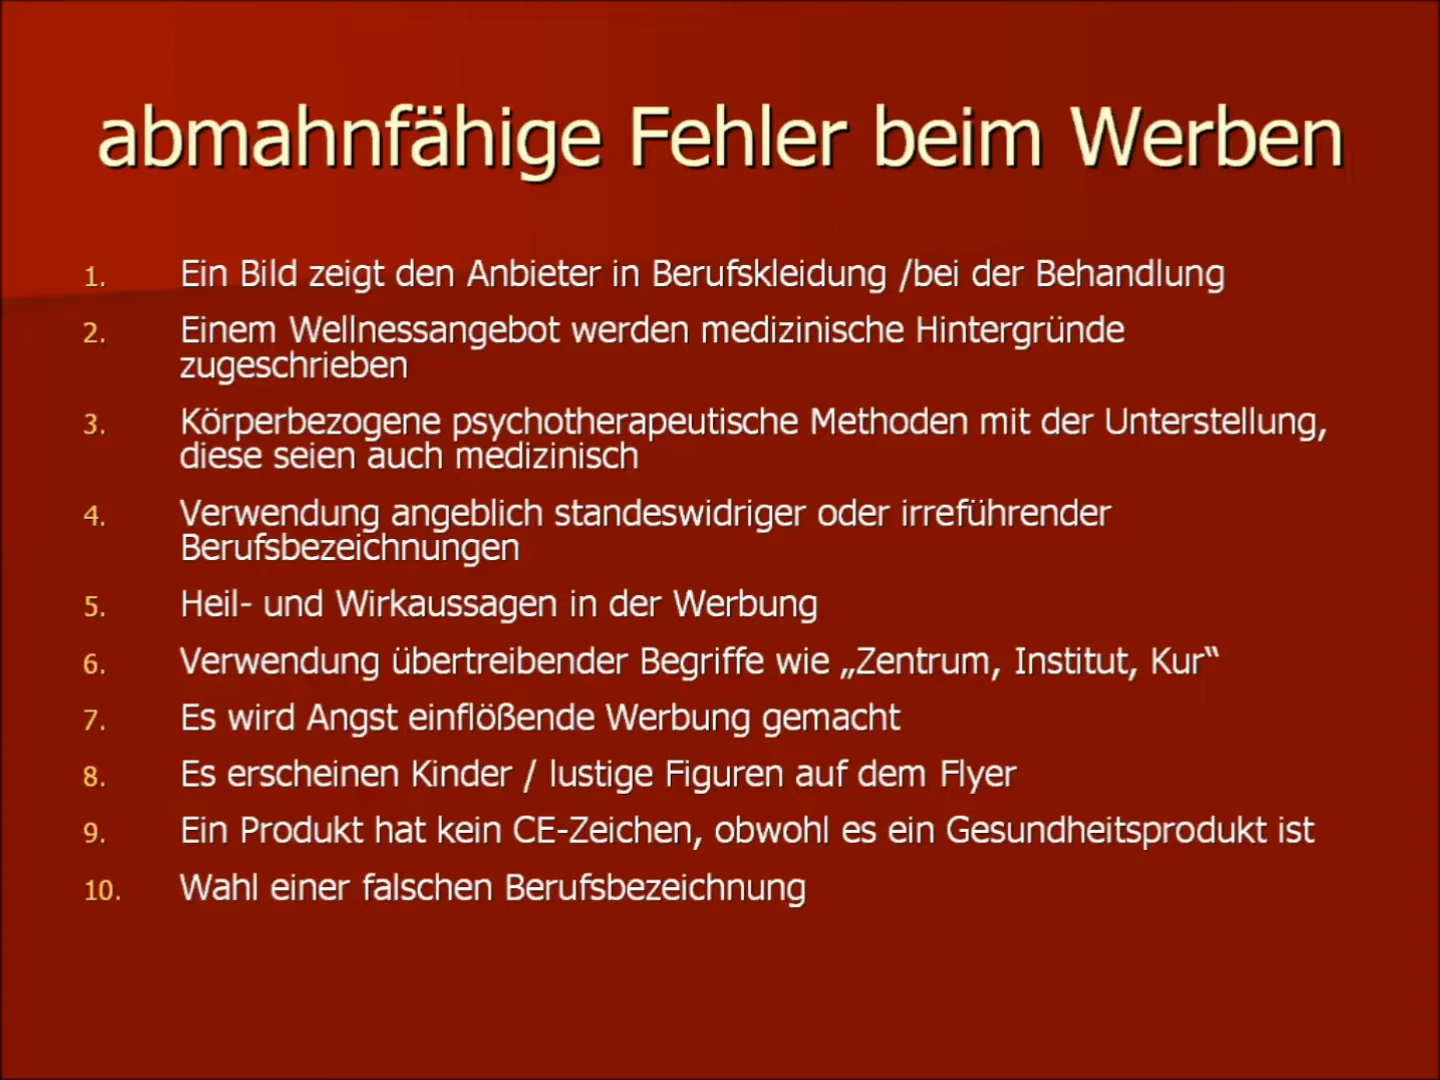 abmahnfähige Fehler beim Werben
1. Ein Bild zeigt den Anbieter in Berufskleidung /bei der Behandlung
2. Einem Wellnessangebot werden medizinische Hintergründe
zugeschrieben
3. Körperbezogene psychotherapeutische Methoden mit der Unterstellung,
diese seien auch medizinisch
4. Verwendung angeblich standeswidriger oder irreführender
Berufsbezeichnungen
5. Heil- und Wirkaussagen in der Werbung
6. Verwendung übertreibender Begriffe wie „Zentrum, Institut, Kur“
7. Es wird Angst einflößende Werbung gemacht
8. Es erscheinen Kinder / lustige Figuren auf dem Flyer
9. Ein Produkt hat kein CE-Zeichen, obwohl es ein Gesundheitsprodukt ist
10. Wahl einer falschen Berufsbezeichnung